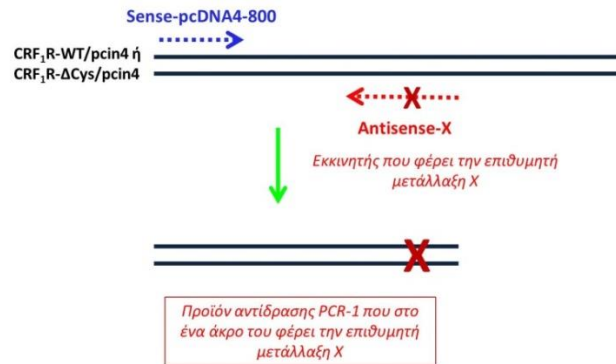 Sense-pcDNA4-800
CRF₁R-WT/pcin4 ή
CRF₁R-ΔCys/pcin4
X
Antisense-X
Εκκινητής που φέρει την επιθυμητή
μετάλλαξη Χ
X
Προϊόν αντίδρασης PCR-1 που στο
ένα άκρο του φέρει την επιθυμητή
μετάλλαξη Χ